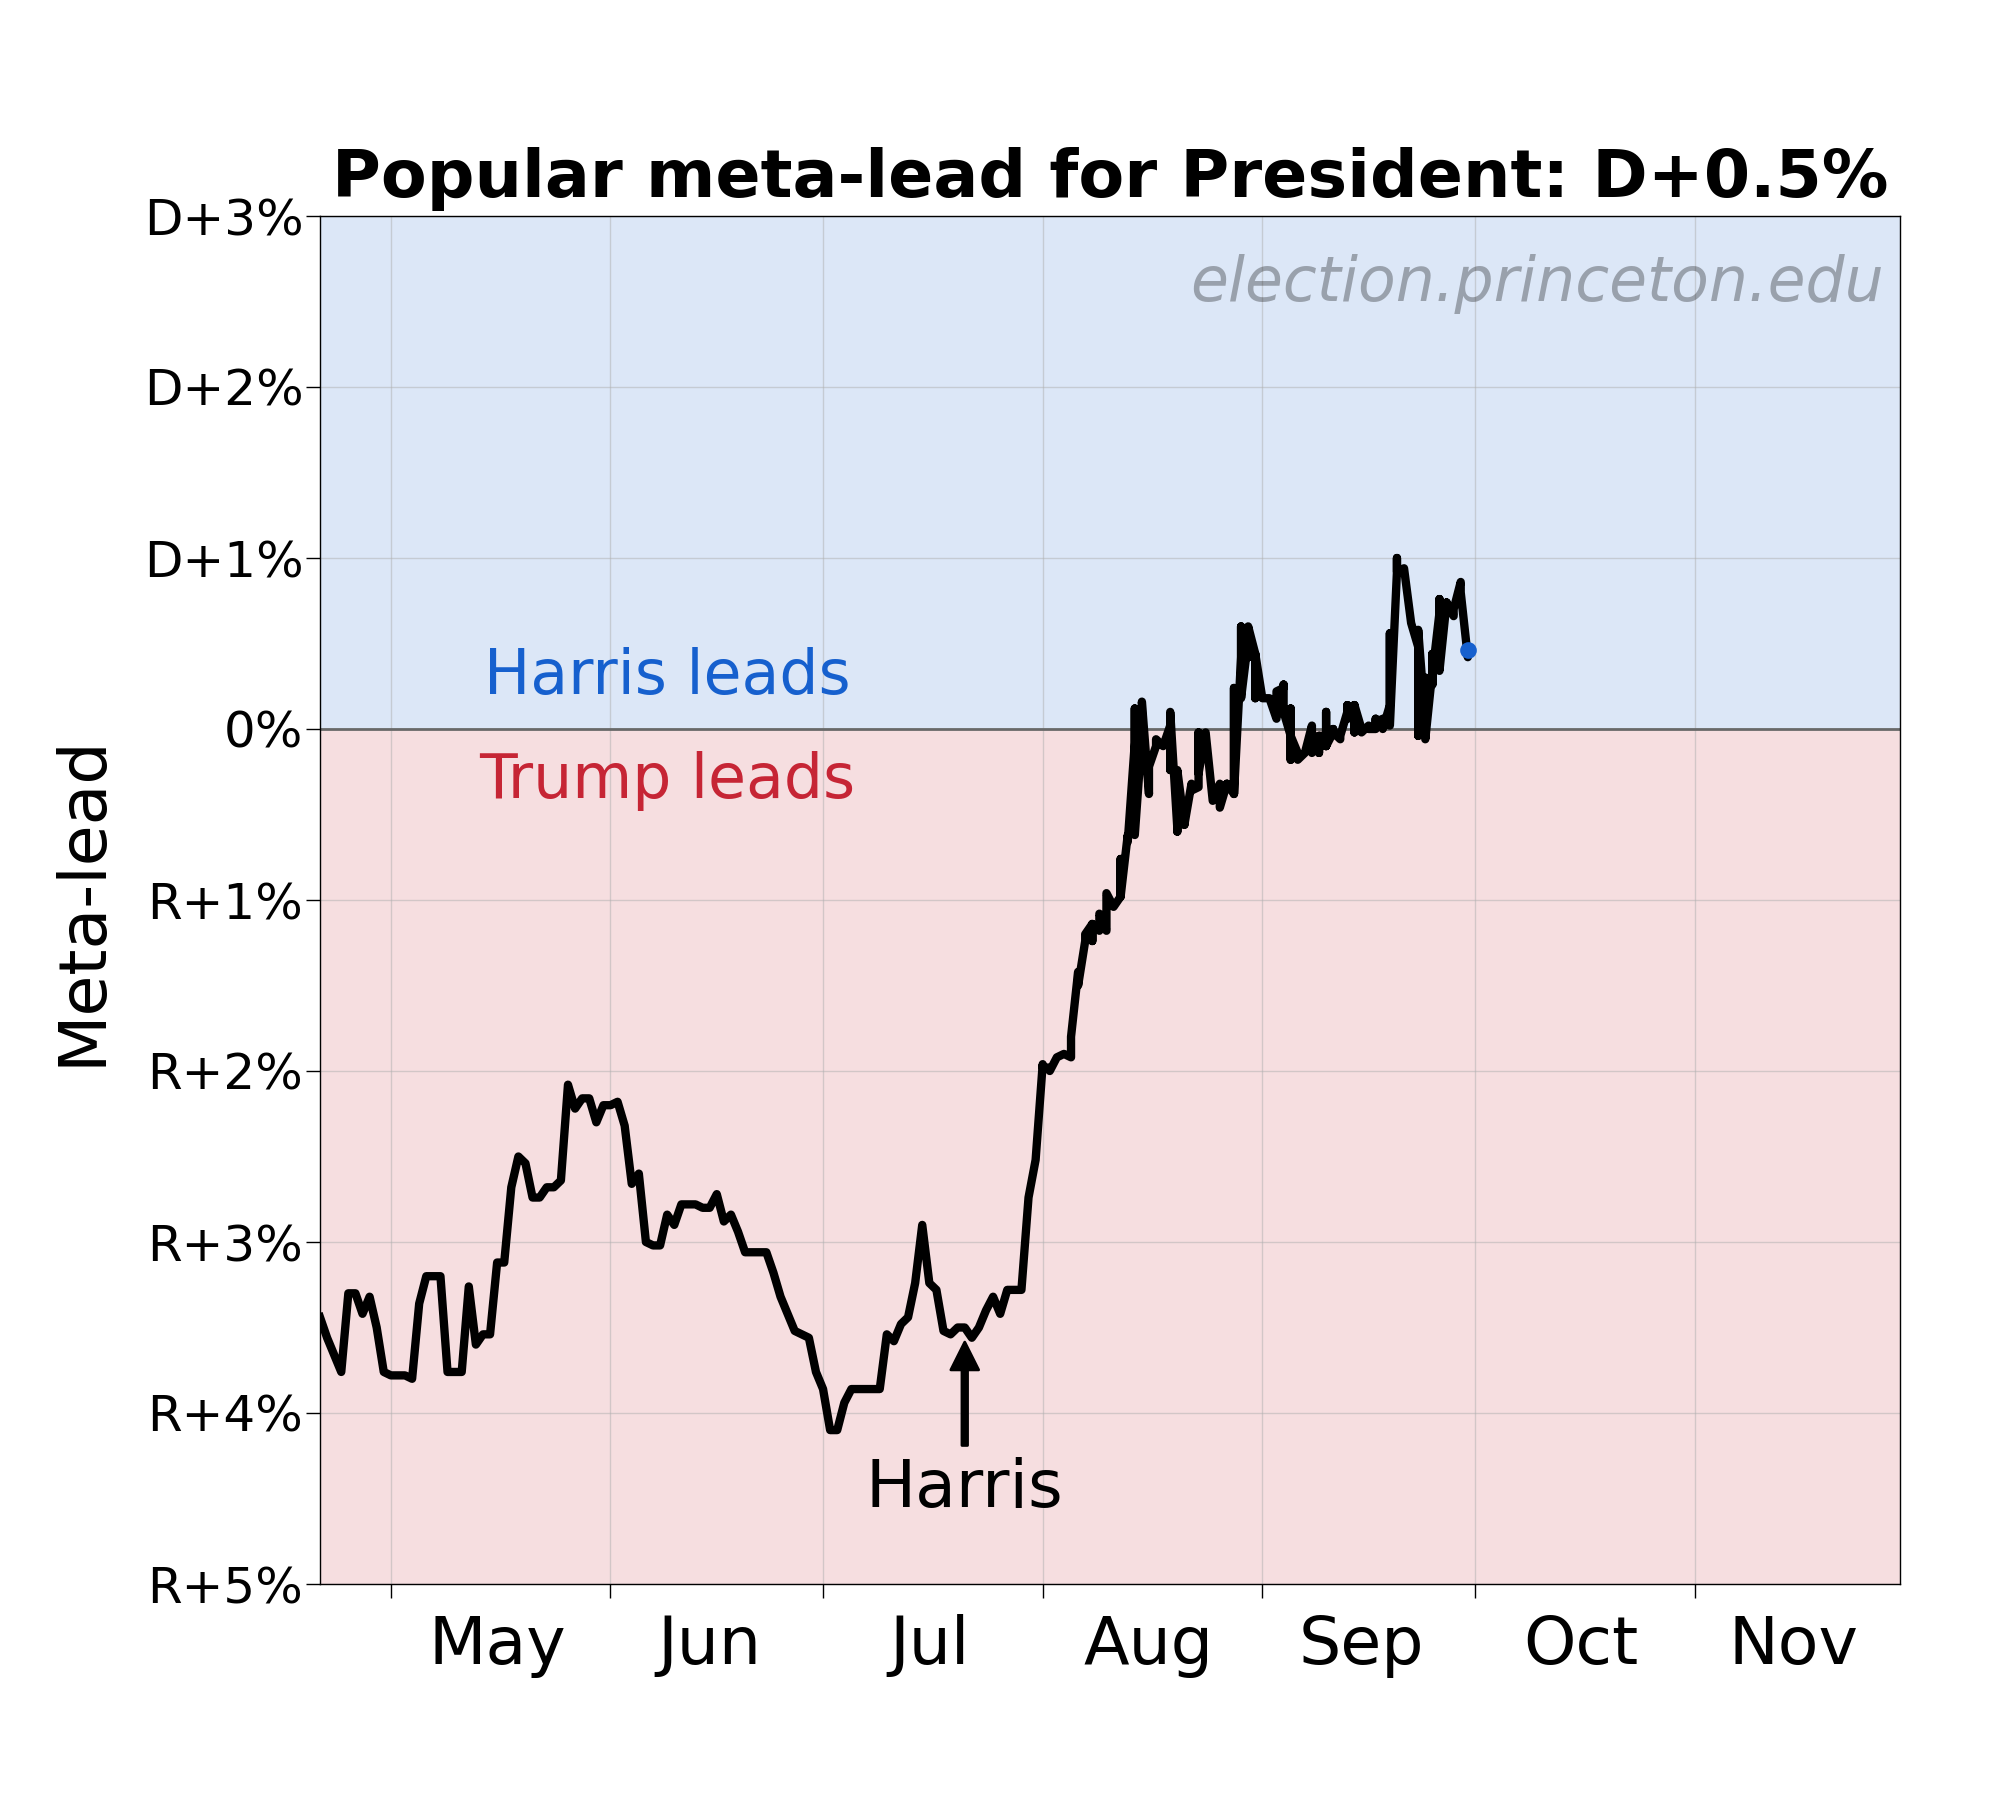 Popular meta-lead for President: D+0.5%
D+3%
election.princeton.edu
D+2%
D+1%
Harris leads
0%
Trump leads
Meta-lead
R+1%
R+2%
R+3%
R+4%
Harris
R+5%
May Jun Jul Aug Sep Oct Nov